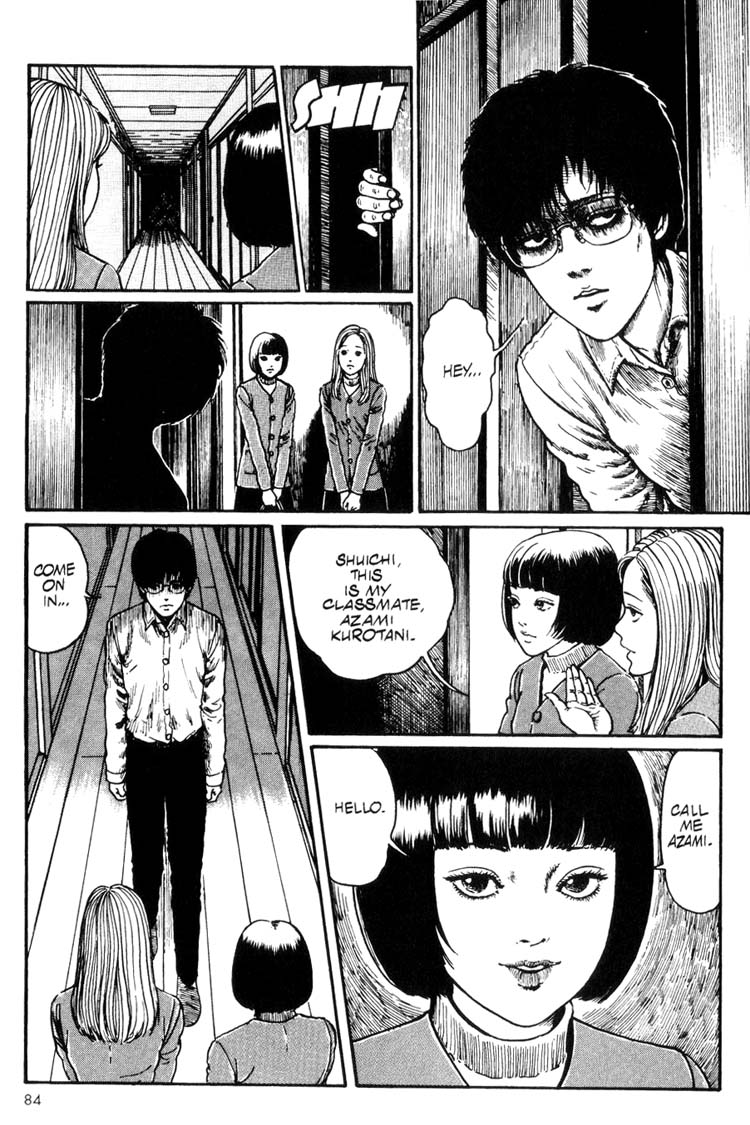 SHH
HEY...
SHUICHI,
THIS
IS MY
CLASSMATE,
AZAMI
KUROTANI.
COME
ON
IN...
HELLO.
CALL
ME
AZAMI.
84